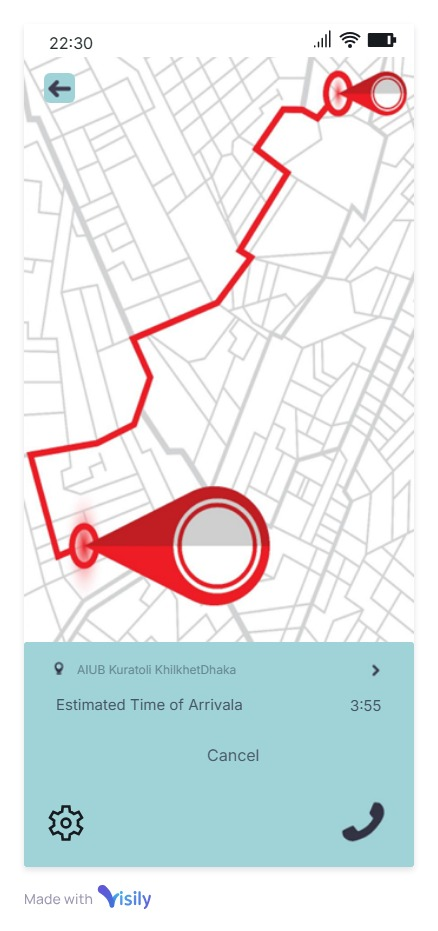 22:30
AIUB Kuratoli KhilkhetDhaka
Estimated Time of Arrivala 3:55
Cancel
Made with Visily